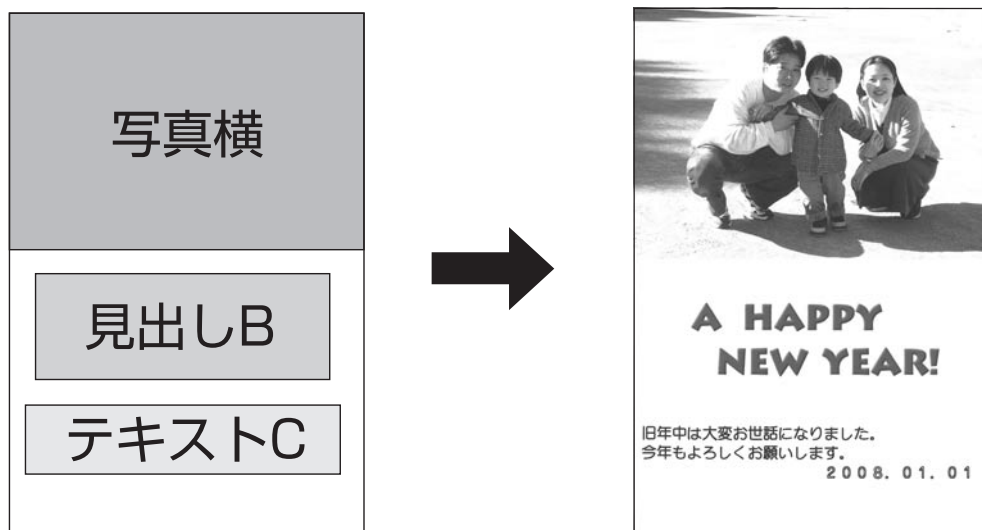 写真横
見出しB
テキストC
A HAPPY
NEW YEAR!
旧年中は大変お世話になりました。
今年もよろしくお願いします。
2008. 01. 01